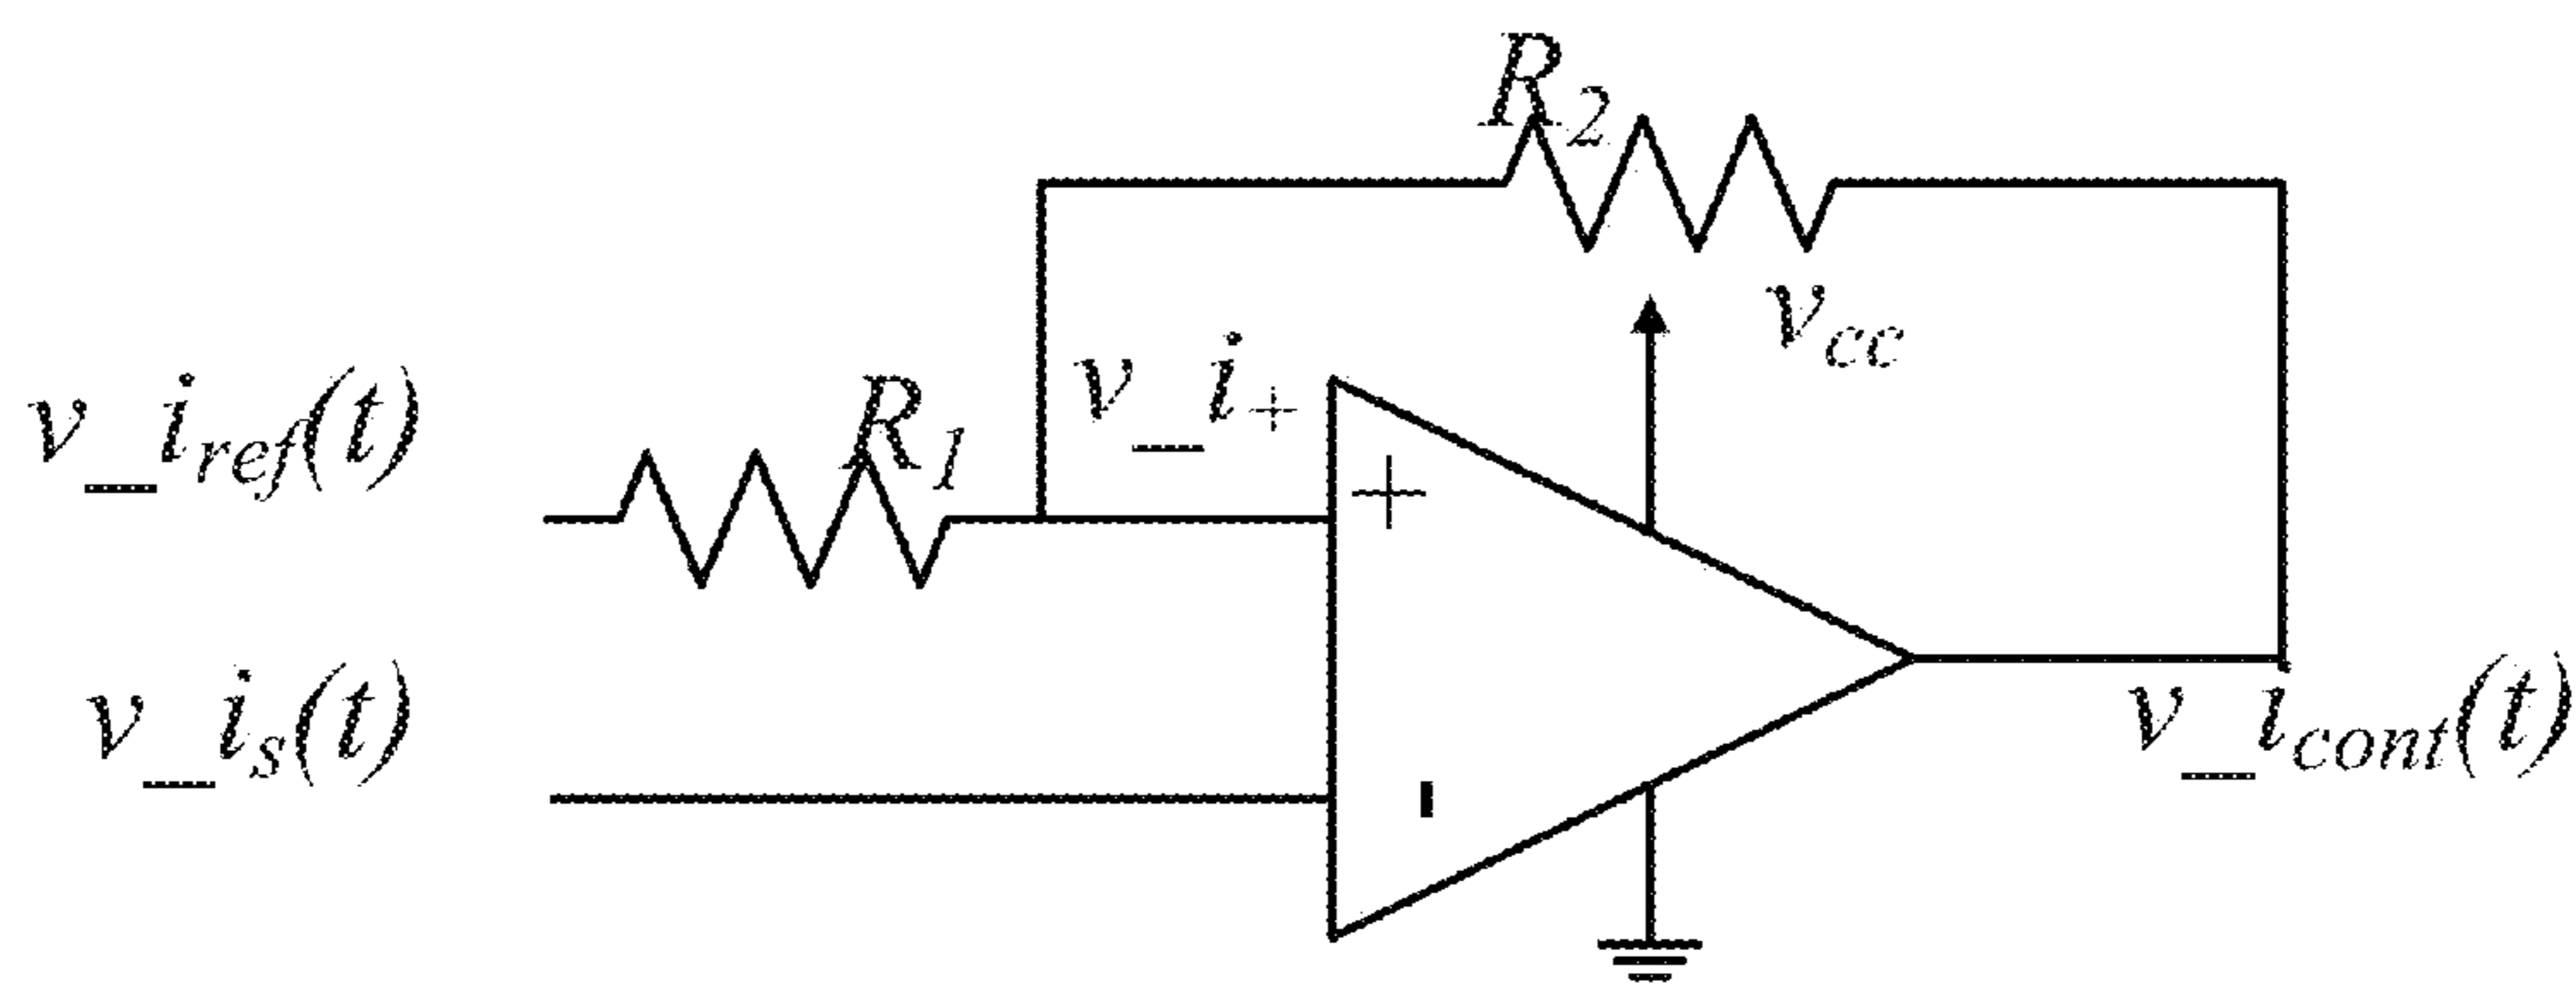 R2
vcc
v_i+
R1
v_iref(t)
+
v_is(t)
-
v_icont(t)